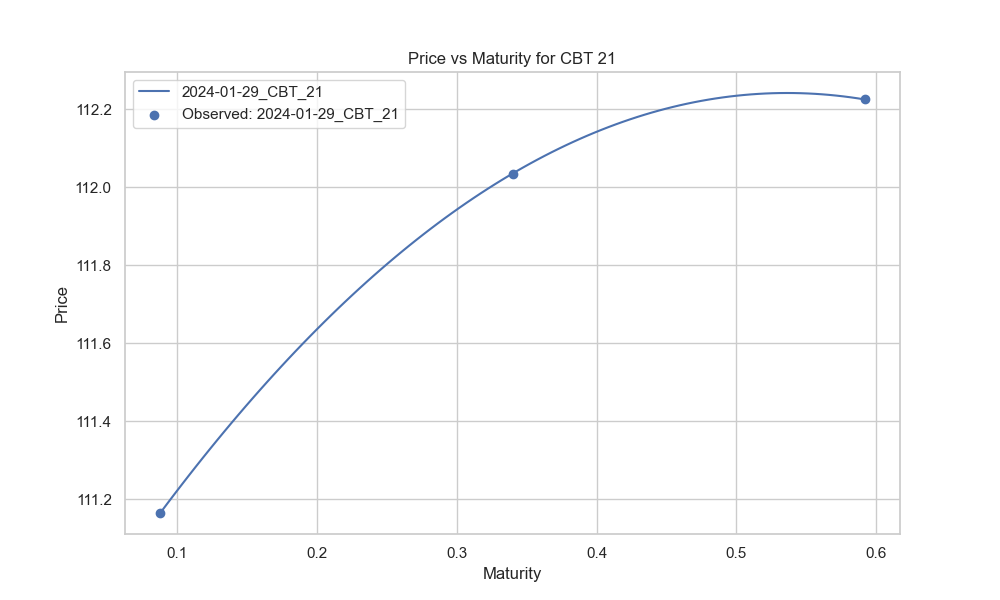 Price vs Maturity for CBT 21
2024-01-29_CBT_21
Observed: 2024-01-29_CBT_21
112.2
112.0
111.8
111.6
111.4
111.2
Price
0.1 0.2 0.3 0.4 0.5 0.6
Maturity